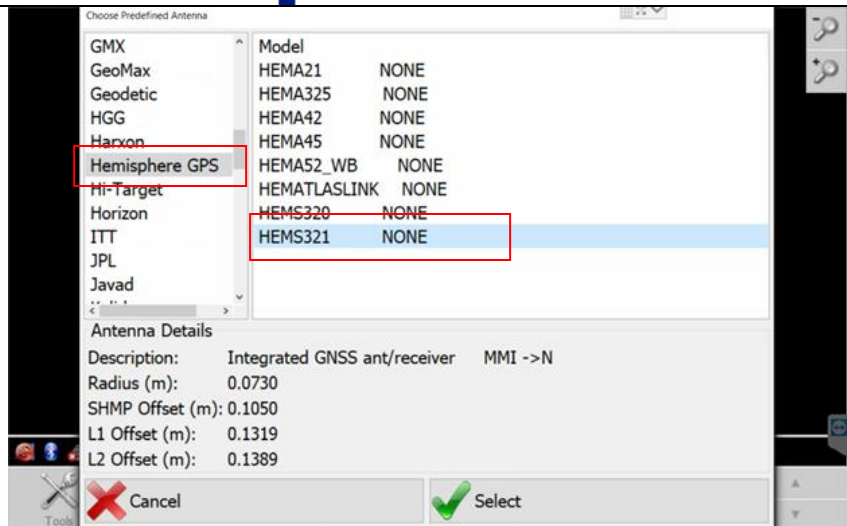 Choose Predefined Antenna
GMX
GeoMax
Geodetic
HGG
Harxon
Hemisphere GPS
Hi-Target
Horizon
ITT
JPL
Javad
Model
HEMA21 NONE
HEMA325 NONE
HEMA42 NONE
HEMA45 NONE
HEMA52_WB NONE
HEMATLASLINK NONE
HEMS320 NONE
HEMS321 NONE
Antenna Details
Description: Integrated GNSS ant/receiver MMI ->N
Radius (m): 0.0730
SHMP Offset (m): 0.1050
L1 Offset (m): 0.1319
L2 Offset (m): 0.1389
Cancel
Select
Tools